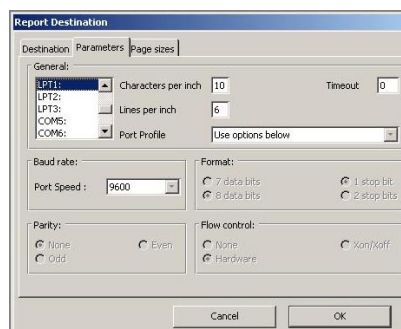 Report Destination
Destination Parameters Page sizes
General:
LPT1: Characters per inch 10 Timeout 0
LPT2:
LPT3: Lines per inch 6
COM5:
COM6: Port Profile Use options below
Baud rate: Format:
Port Speed : 9600 7 data bits 1 stop bit
8 data bits 2 stop bits
Parity: Flow control:
None Even None Xon/Xoff
Odd Hardware
Cancel OK